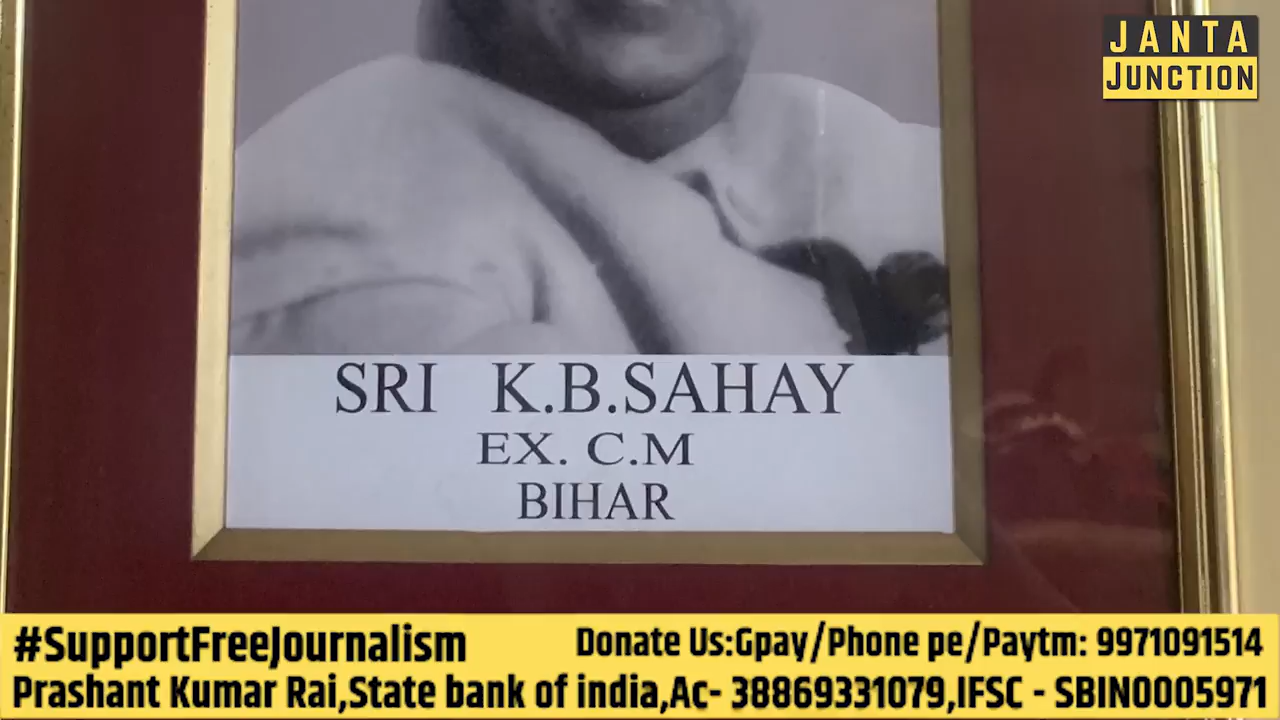 JANTA
JUNCTION
SRI K.B.SAHAY
EX. C.M
BIHAR
#SupportFreeJournalism
Donate Us:Gpay/Phone pe/Paytm: 9971091514
Prashant Kumar Rai,State bank of india,Ac- 38869331079,IFSC - SBIN0005971